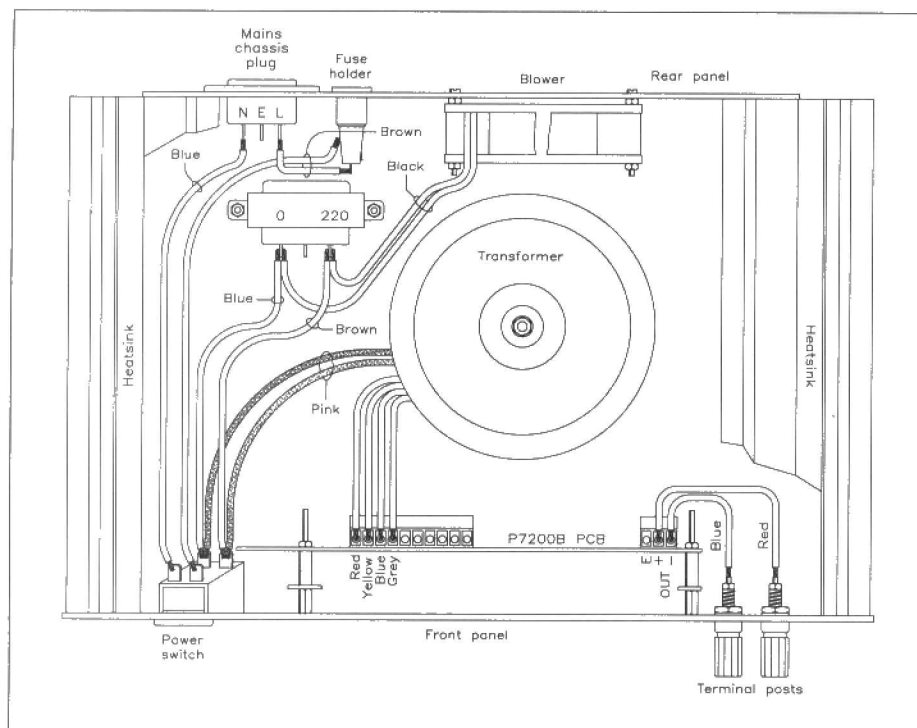 Mains
chassis
plug
Fuse
holder
Blower
Rear panel
N E L
Brown
Blue
Black
0 220
Transformer
Blue
Brown
Heatsink
Heatsink
Pink
P7200B PCB
Red
Yellow
Blue
Grey
E
+
-
OUT
Blue
Red
Power
switch
Front panel
Terminal posts